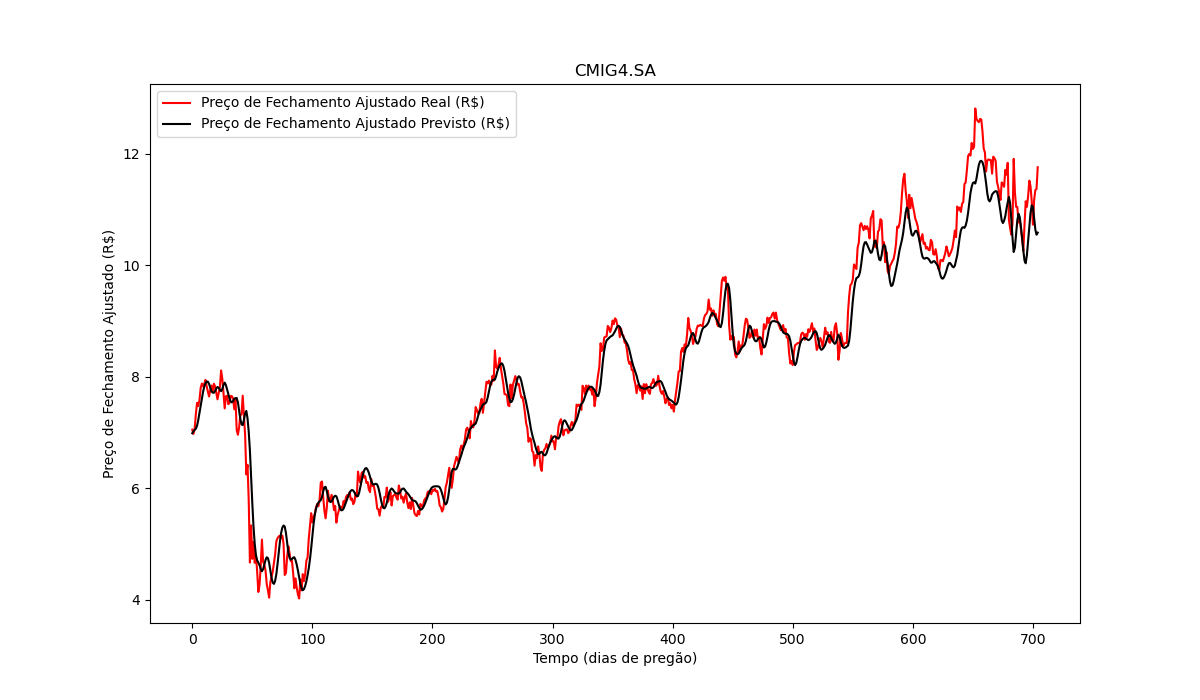 CMIG4.SA
Preço de Fechamento Ajustado Real (R$)
Preço de Fechamento Ajustado Previsto (R$)
Preço de Fechamento Ajustado (R$)
12
10
8
6
4
0 100 200 300 400 500 600 700
Tempo (dias de pregão)